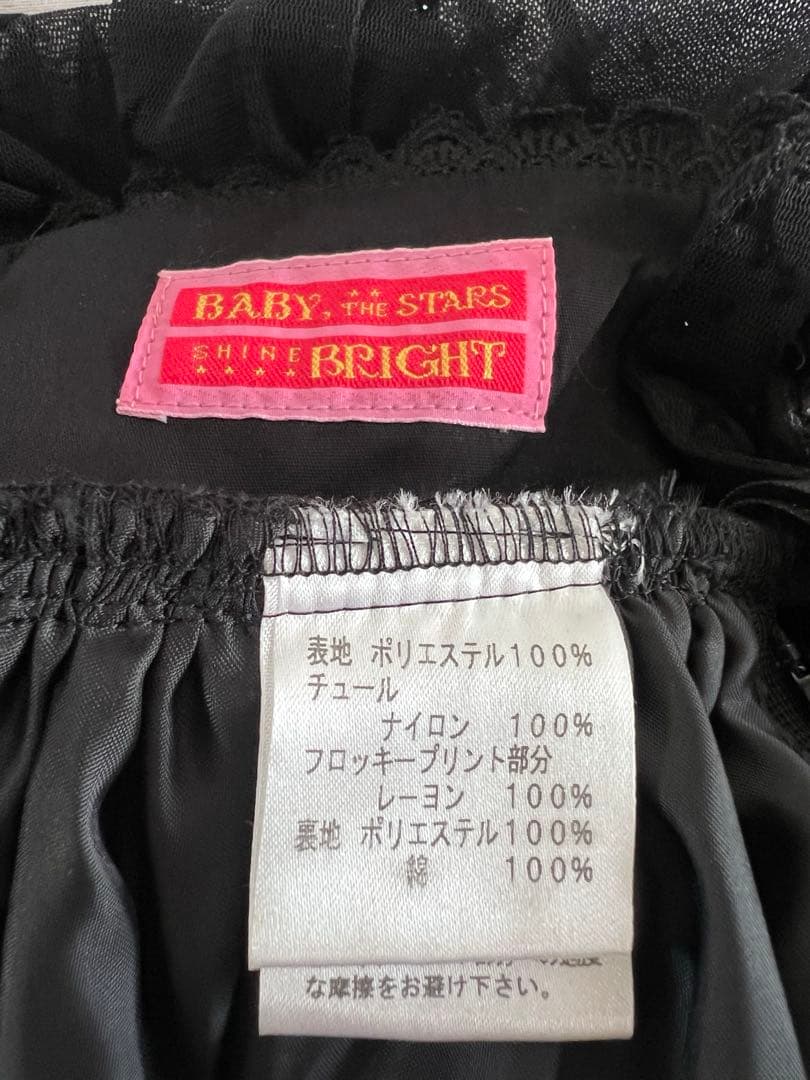 BABY, THE STARS
SHINE BRIGHT
表地 ポリエステル100%
チュール
ナイロン 100%
フロッキープリント部分
レーヨン 100%
裏地 ポリエステル100%
綿 100%
な摩擦をお避け下さい。